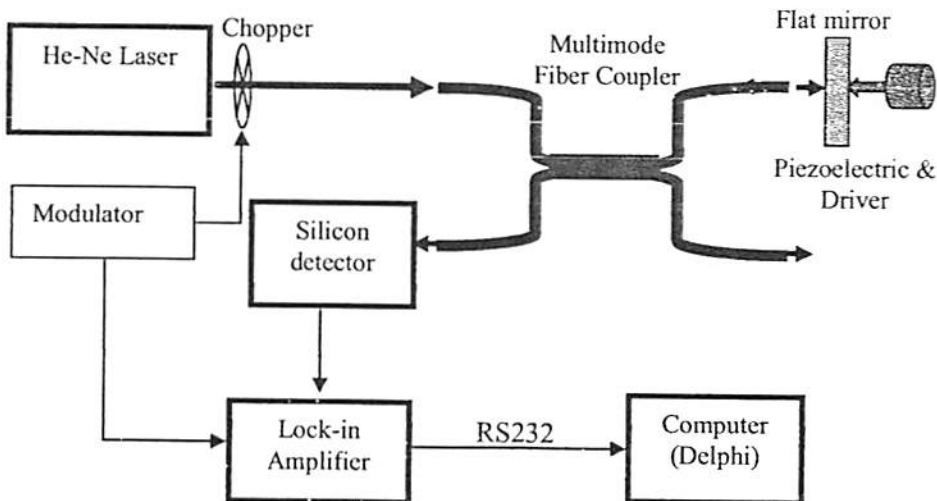 Chopper
Flat mirror
He-Ne Laser
Multimode
Fiber Coupler
Modulator
Silicon
detector
Piezoelectric &
Driver
Lock-in
Amplifier
RS232
Computer
(Delphi)